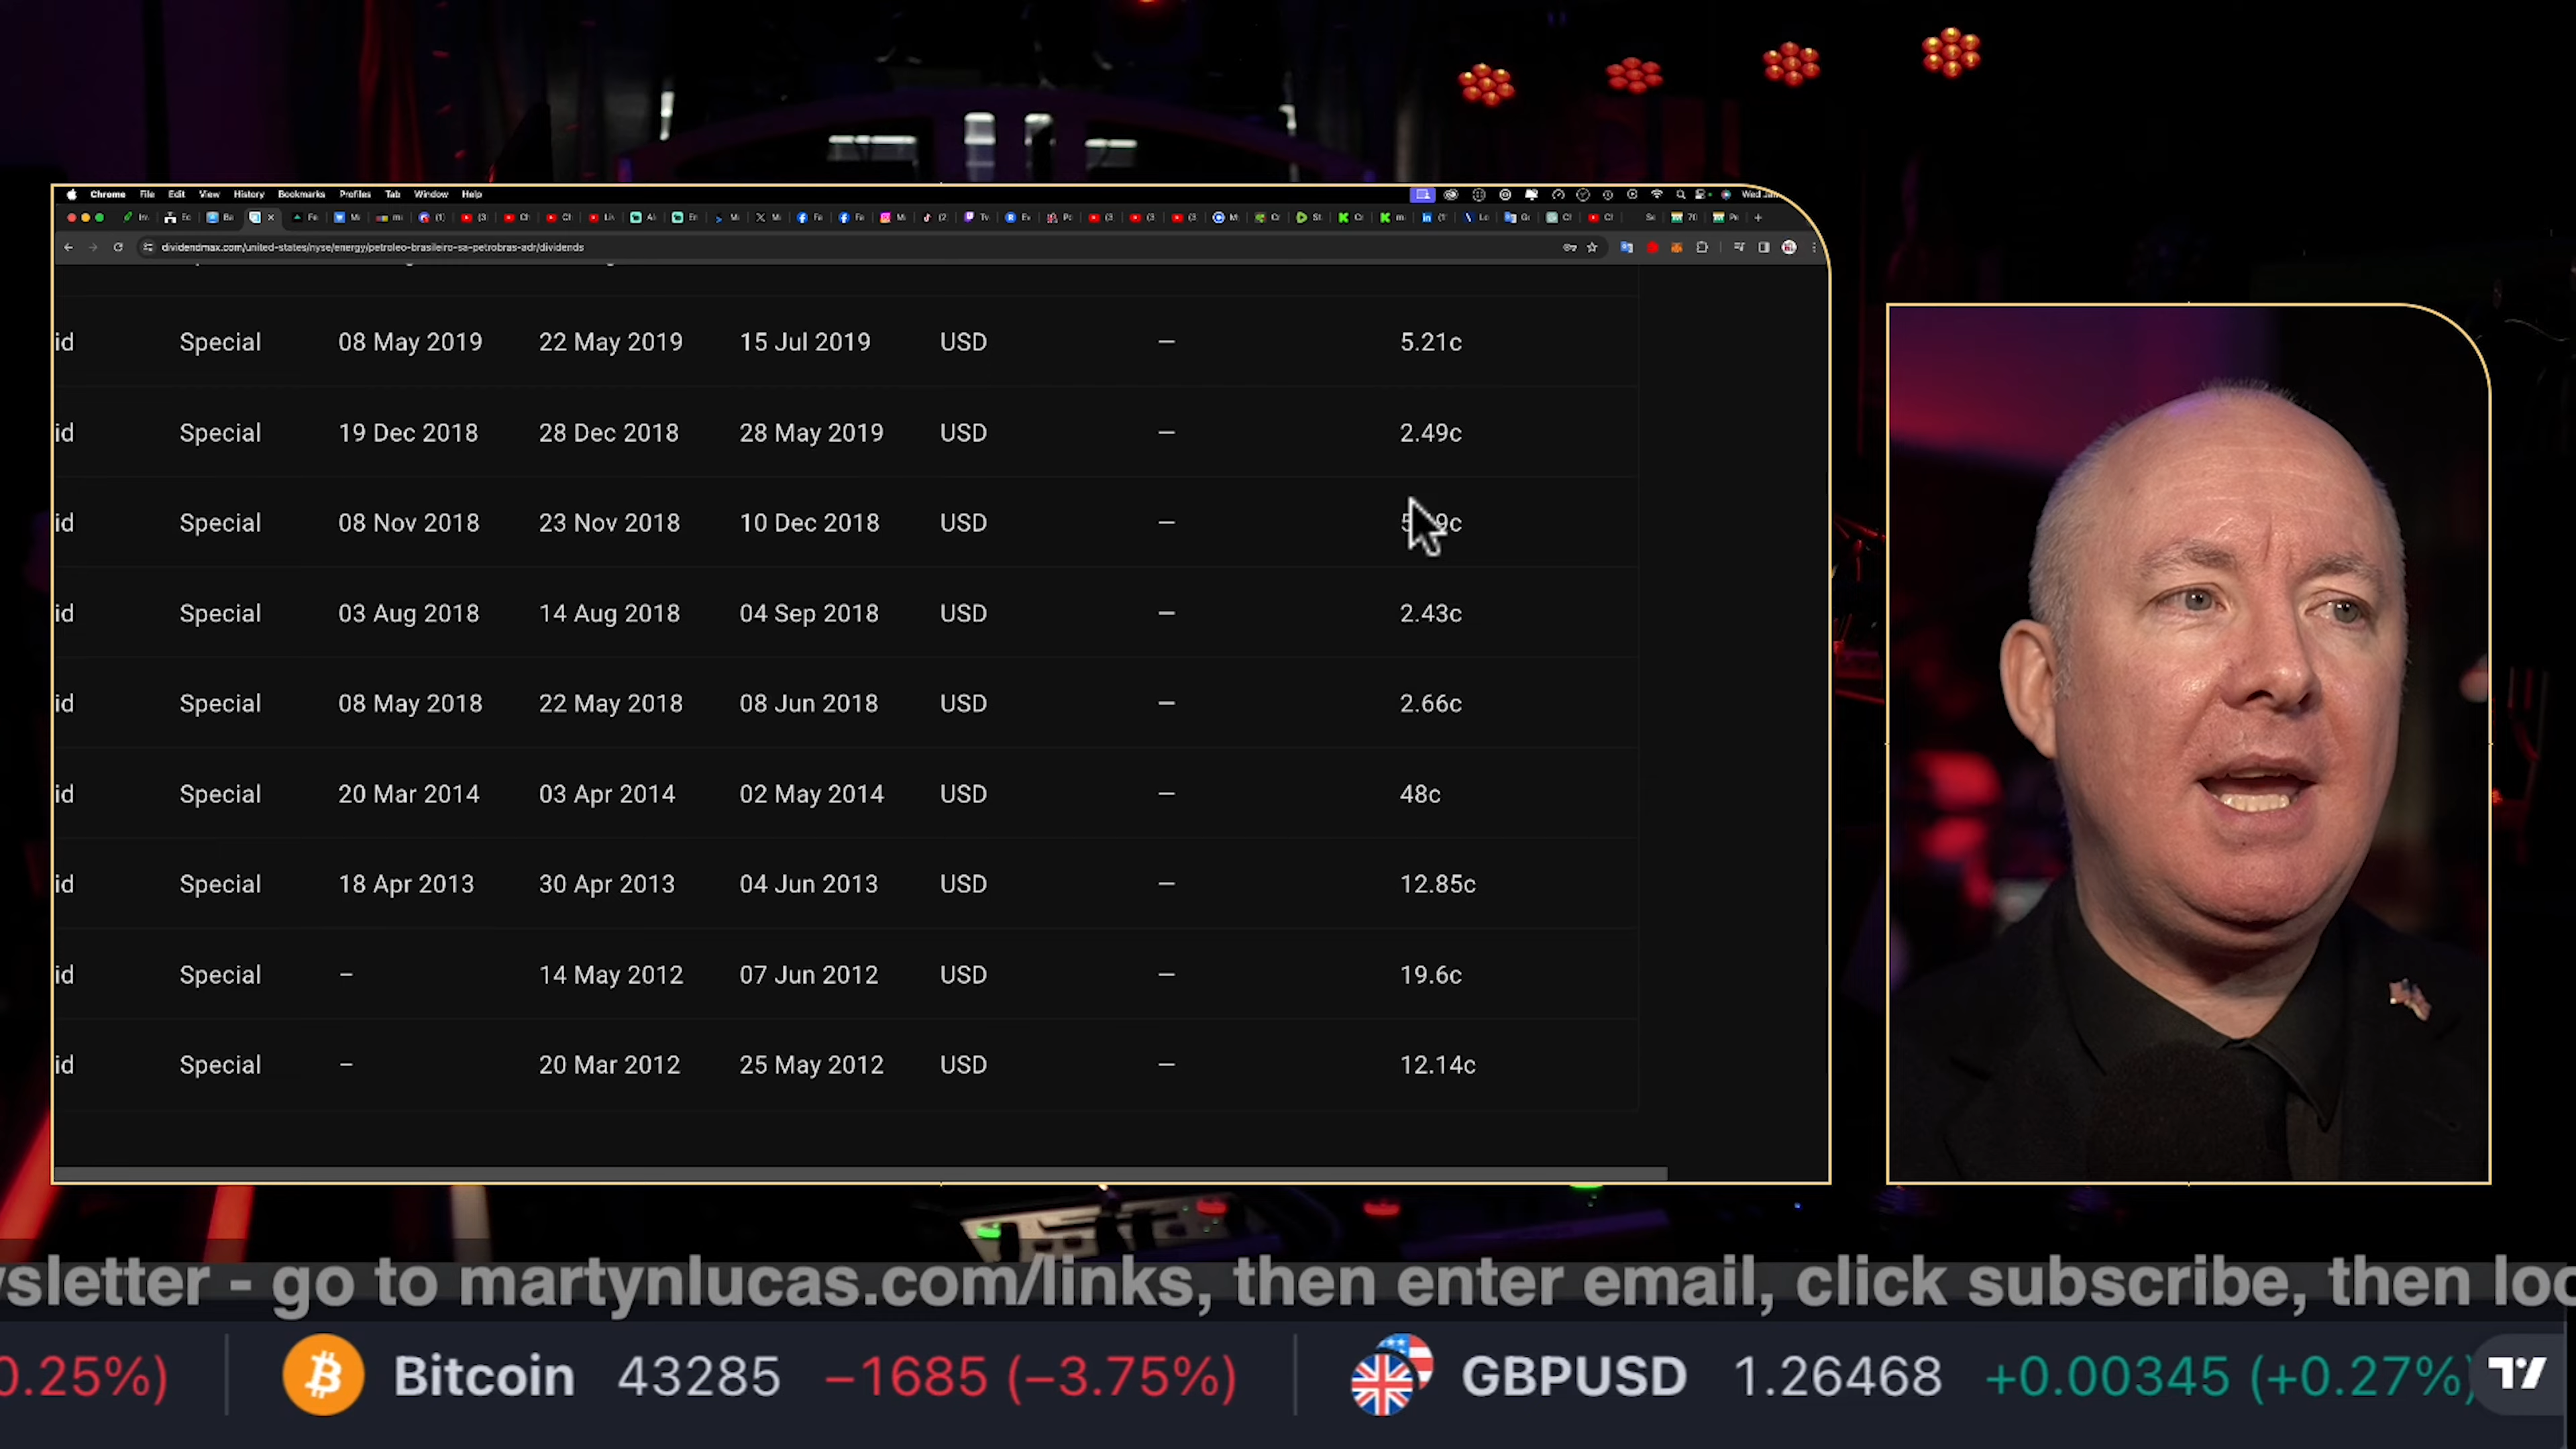 Chrome File Edit View History Bookmarks Profiles Tab Window Help
dividendmax.com/united-states/nyse/energy/petroleo-brasileiro-sa-petrobras-adr/dividends
id Special 08 May 2019 22 May 2019 15 Jul 2019 USD — 5.21c
id Special 19 Dec 2018 28 Dec 2018 28 May 2019 USD — 2.49c
id Special 08 Nov 2018 23 Nov 2018 10 Dec 2018 USD —
id Special 03 Aug 2018 14 Aug 2018 04 Sep 2018 USD — 2.43c
id Special 08 May 2018 22 May 2018 08 Jun 2018 USD — 2.66c
id Special 20 Mar 2014 03 Apr 2014 02 May 2014 USD — 48c
id Special 18 Apr 2013 30 Apr 2013 04 Jun 2013 USD — 12.85c
id Special – 14 May 2012 07 Jun 2012 USD — 19.6c
id Special – 20 Mar 2012 25 May 2012 USD — 12.14c
sletter - go to martynlucas.com/links, then enter email, click subscribe, then loo
0.25%) Bitcoin 43285 −1685 (−3.75%) GBPUSD 1.26468 +0.00345 (+0.27%)